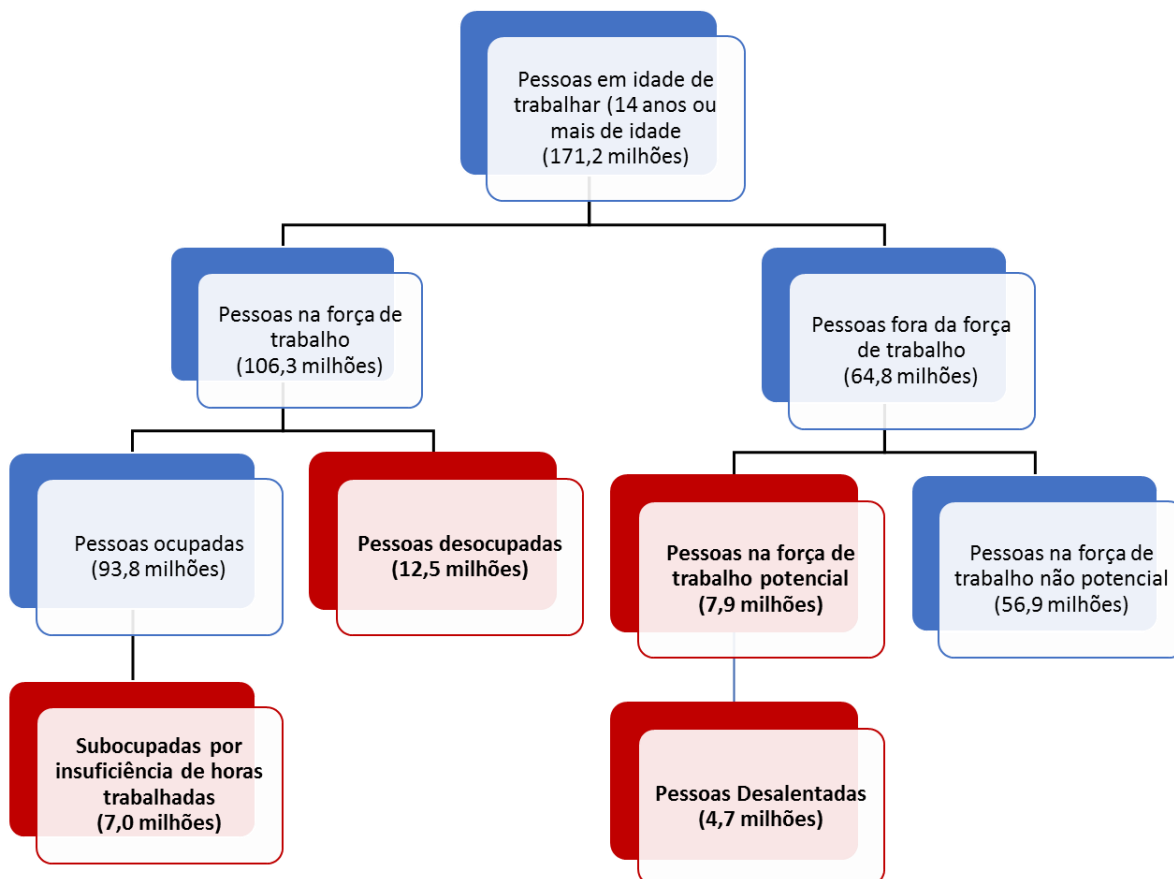 Pessoas em idade de
trabalhar (14 anos ou
mais de idade
(171,2 milhões)
Pessoas na força de
trabalho
(106,3 milhões)
Pessoas fora da força
de trabalho
(64,8 milhões)
Pessoas ocupadas
(93,8 milhões)
Pessoas desocupadas
(12,5 milhões)
Pessoas na força de
trabalho potencial
(7,9 milhões)
Pessoas na força de
trabalho não potencial
(56,9 milhões)
Subocupadas por
insuficiência de horas
trabalhadas
(7,0 milhões)
Pessoas Desalentadas
(4,7 milhões)